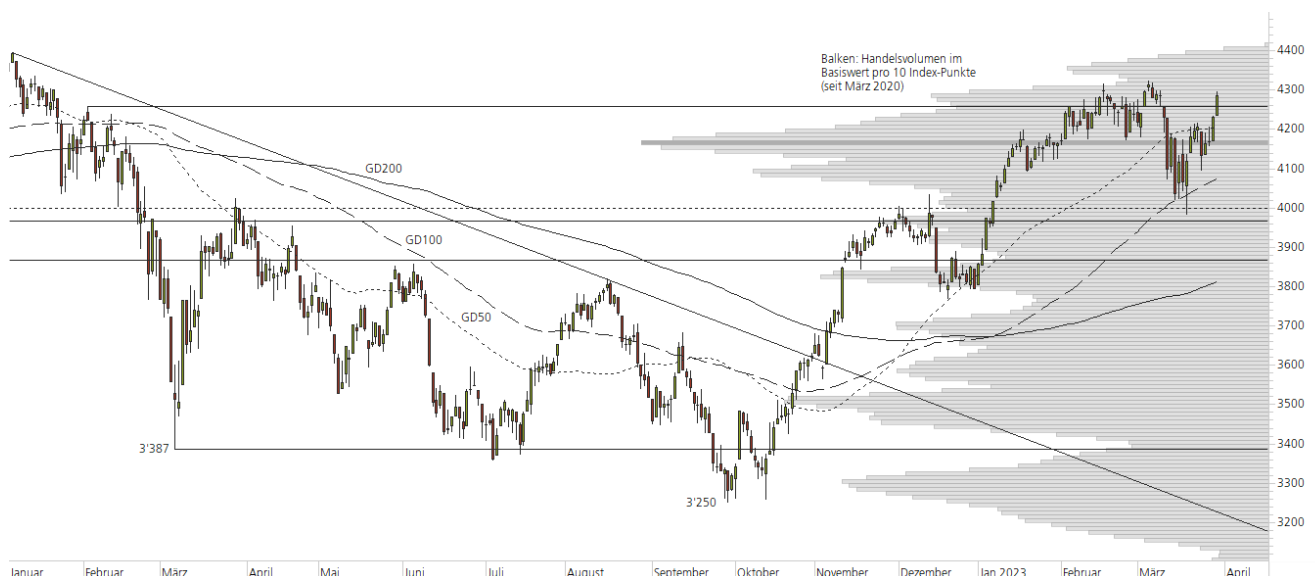 Balken: Handelsvolumen im
Basiswert pro 10 Index-Punkte
(seit März 2020)
4400
4300
4200
4100
4000
3900
3800
3700
3600
3500
3400
3300
3200
GD200
GD100
GD50
3'387
3'250
Januar Februar März April Mai Juni Juli August September Oktober November Dezember Jan 2023 Februar März April